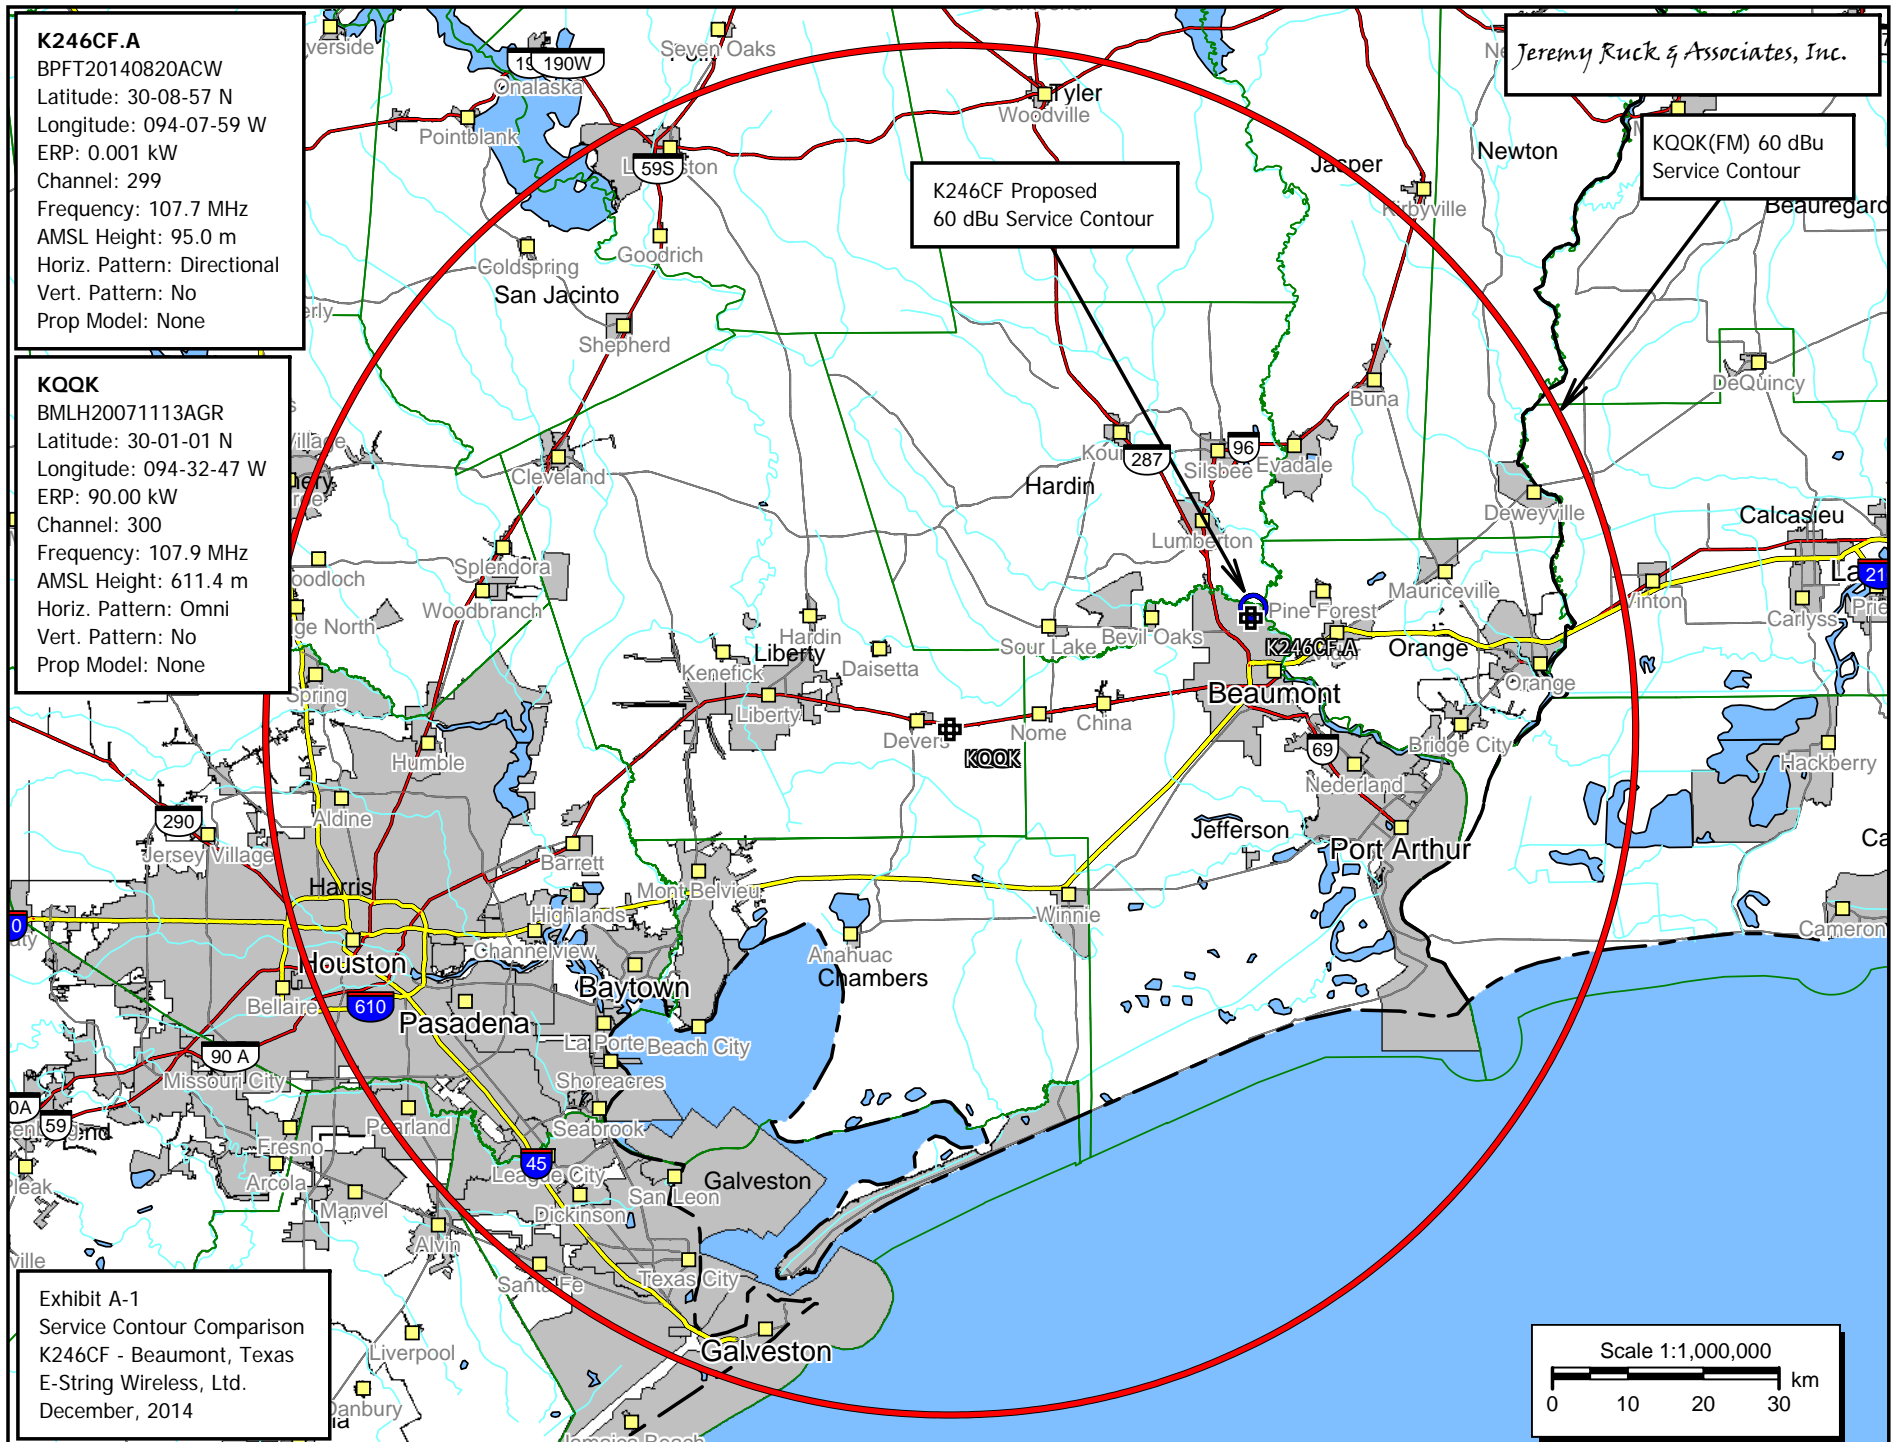 K246CF.A
BPFT20140820ACW
Latitude: 30-08-57 N
Longitude: 094-07-59 W
ERP: 0.001 kW
Channel: 299
Frequency: 107.7 MHz
AMSL Height: 95.0 m
Horiz. Pattern: Directional
Vert. Pattern: No
Prop Model: None
KQQK
BMLH20071113AGR
Latitude: 30-01-01 N
Longitude: 094-32-47 W
ERP: 90.00 kW
Channel: 300
Frequency: 107.9 MHz
AMSL Height: 611.4 m
Horiz. Pattern: Omni
Vert. Pattern: No
Prop Model: None
Jeremy Ruck & Associates, Inc.
KQQK(FM) 60 dBu
Service Contour
K246CF Proposed
60 dBu Service Contour
Seven Oaks
190W
Onalaska
Pointblank
Tyler
Woodville
59S
Jasper
Newton
Kirbyville
Beauregard
Goodrich
Coldspring
San Jacinto
Shepherd
DeQuincy
Buna
Cleveland
287
96
Silsbee
Evadale
Hardin
Deweyville
Calcasieu
Lumberton
Splendora
Woodbranch
Mauriceville
Vinton
21
Carlyss
Pine Forest
Hardin
Sour Lake
Bevil Oaks
K246CF.A
Orange
Kenefick
Liberty
Daisetta
Orange
Spring
Beaumont
Liberty
Devers
Nome
China
KQQK
69
Bridge City
Humble
Nederland
Hackberry
Aldine
290
Jersey Village
Jefferson
Port Arthur
Barrett
Harris
Mont Belvieu
Highlands
Winnie
Cameron
Channelview
Anahuac
Houston
Chambers
Baytown
Bellaire
610
Pasadena
La Porte
Beach City
90 A
Missouri City
Shoreacres
59
Pearland
Seabrook
Fresno
45
League City
Arcola
San Leon
Galveston
Manvel
Dickinson
Alvin
Santa Fe
Texas City
Liverpool
Galveston
Danbury
Jamaica Beach
Exhibit A-1
Service Contour Comparison
K246CF - Beaumont, Texas
E-String Wireless, Ltd.
December, 2014
Scale 1:1,000,000
km
0 10 20 30